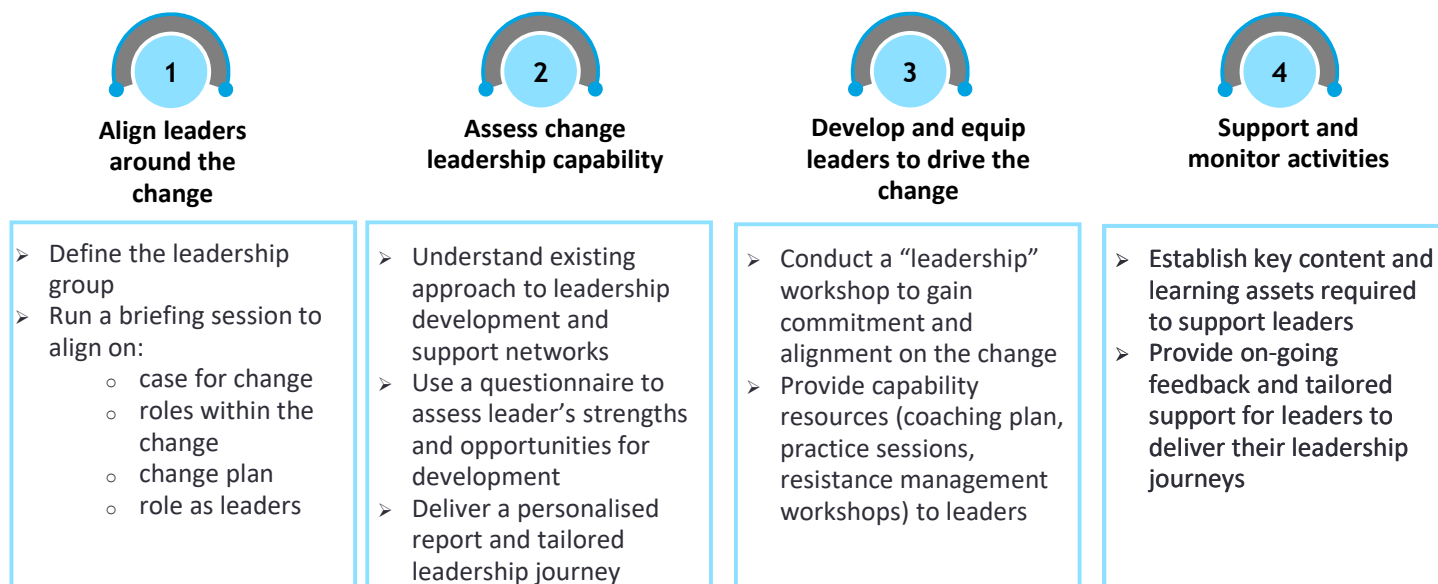 1
Align leaders
around the
change
➢ Define the leadership
group
➢ Run a briefing session to
align on:
o case for change
o roles within the
change
o change plan
o role as leaders
2
Assess change
leadership capability
➢ Understand existing
approach to leadership
development and
support networks
➢ Use a questionnaire to
assess leader’s strengths
and opportunities for
development
➢ Deliver a personalised
report and tailored
leadership journey
3
Develop and equip
leaders to drive the
change
➢ Conduct a “leadership”
workshop to gain
commitment and
alignment on the change
➢ Provide capability
resources (coaching plan,
practice sessions,
resistance management
workshops) to leaders
4
Support and
monitor activities
➢ Establish key content and
learning assets required
to support leaders
➢ Provide on-going
feedback and tailored
support for leaders to
deliver their leadership
journeys